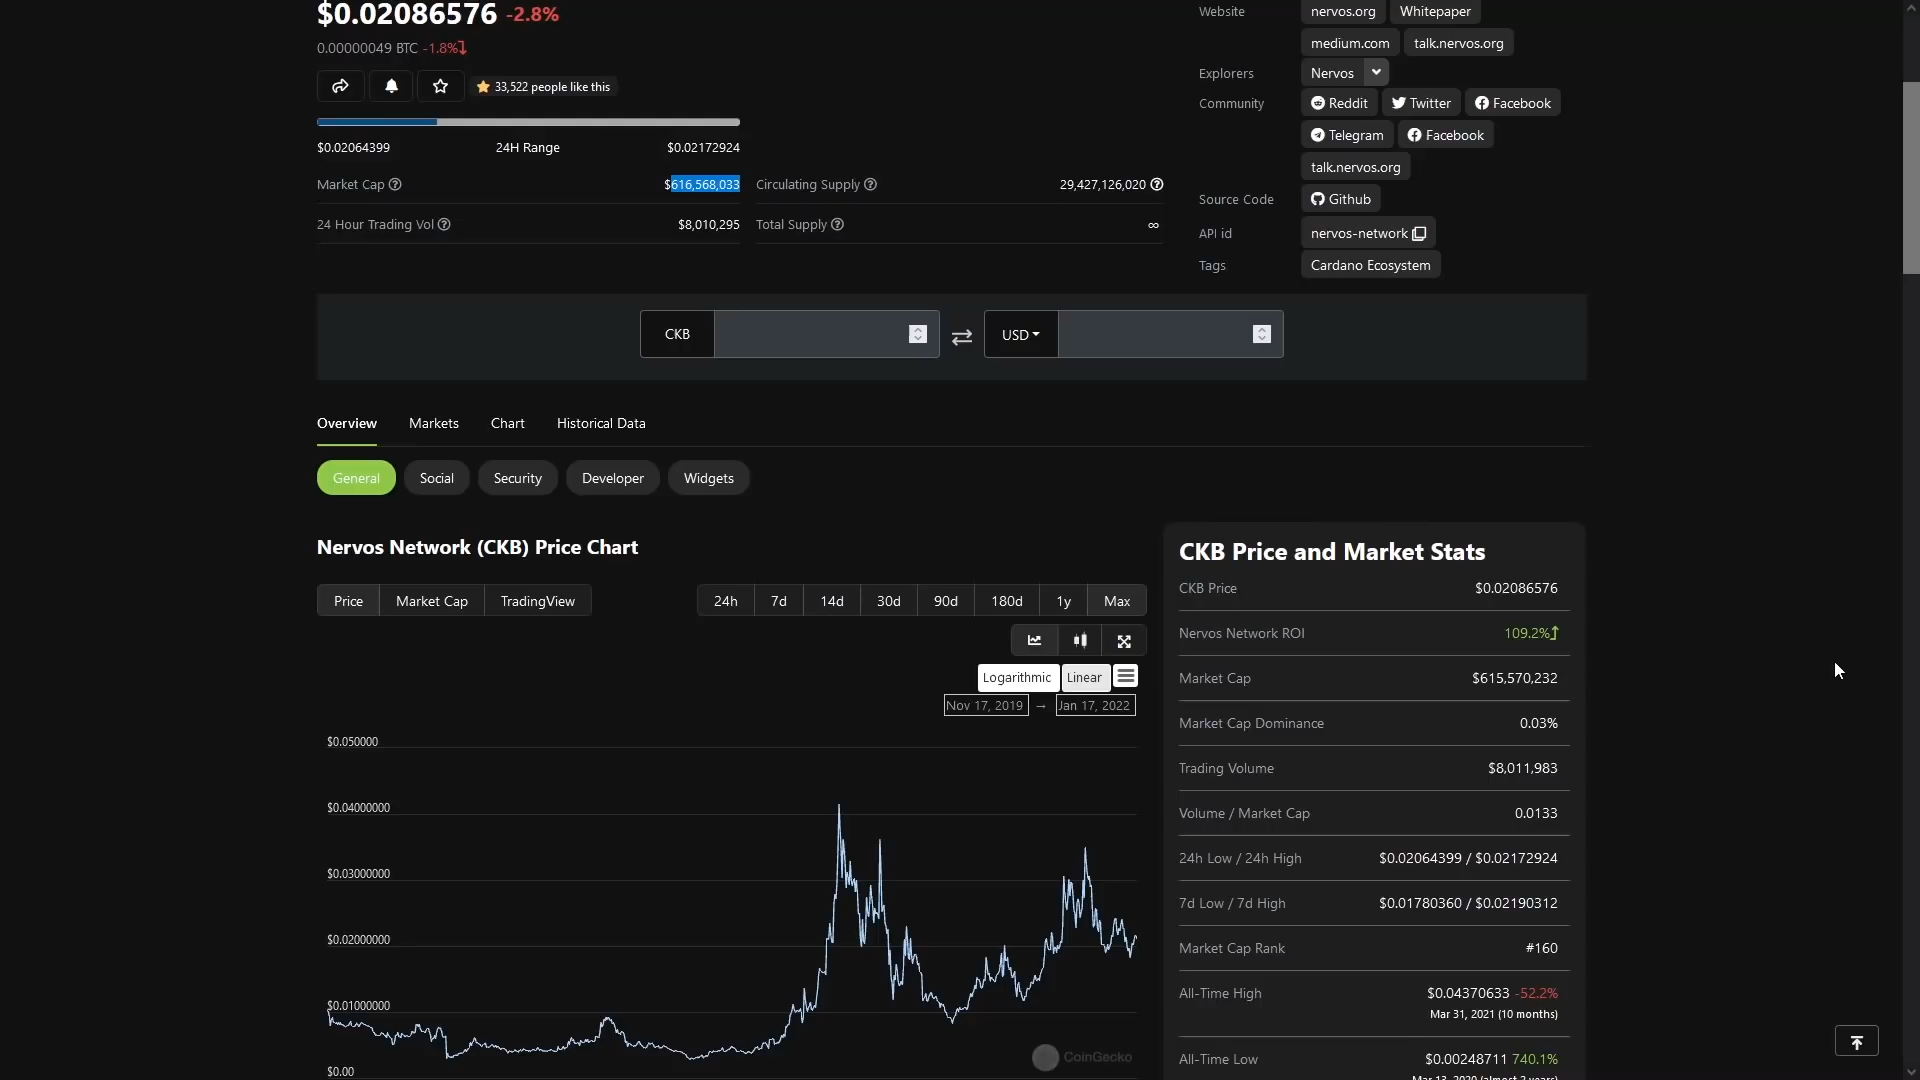 $0.02086576 -2.8%
0.00000049 BTC -1.8%
33,522 people like this
$0.02064399 24H Range $0.02172924
Market Cap $616,568,033 Circulating Supply 29,427,126,020
24 Hour Trading Vol $8,010,295 Total Supply ∞
Website nervos.org Whitepaper
medium.com talk.nervos.org
Explorers Nervos
Community Reddit Twitter Facebook
Telegram Facebook
talk.nervos.org
Source Code Github
API id nervos-network
Tags Cardano Ecosystem
CKB USD
Overview Markets Chart Historical Data
General Social Security Developer Widgets
Nervos Network (CKB) Price Chart
Price Market Cap TradingView 24h 7d 14d 30d 90d 180d 1y Max
Logarithmic Linear
Nov 17, 2019 → Jan 17, 2022
$0.050000
$0.04000000
$0.03000000
$0.02000000
$0.01000000
$0.00
CoinGecko
CKB Price and Market Stats
CKB Price $0.02086576
Nervos Network ROI 109.2%
Market Cap $615,570,232
Market Cap Dominance 0.03%
Trading Volume $8,011,983
Volume / Market Cap 0.0133
24h Low / 24h High $0.02064399 / $0.02172924
7d Low / 7d High $0.01780360 / $0.02190312
Market Cap Rank #160
All-Time High $0.04370633 -52.2%
Mar 31, 2021 (10 months)
All-Time Low $0.00248711 740.1%
Mar 13, 2020 (almost 2 years)